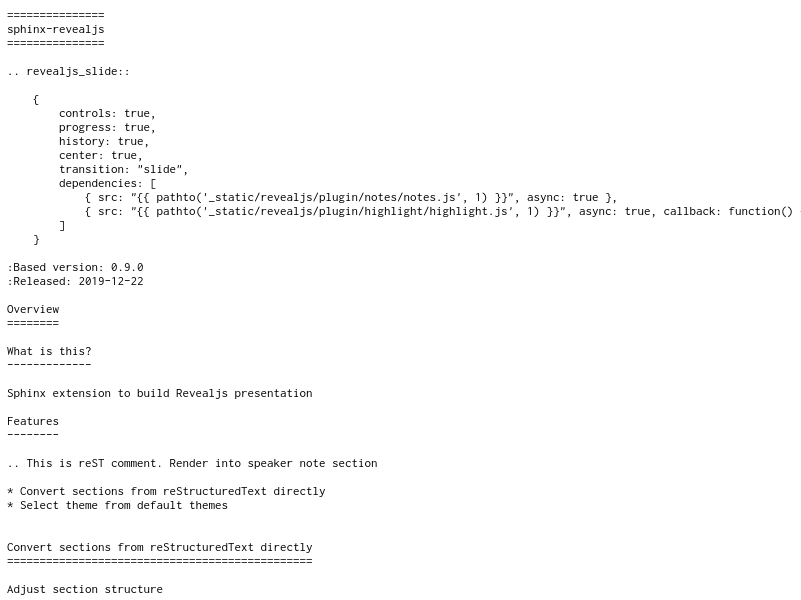 ===============
sphinx-revealjs
===============
.. revealjs_slide::
{
controls: true,
progress: true,
history: true,
center: true,
transition: "slide",
dependencies: [
{ src: "{{ pathto('_static/revealjs/plugin/notes/notes.js', 1) }}", async: true },
{ src: "{{ pathto('_static/revealjs/plugin/highlight/highlight.js', 1) }}", async: true, callback: function()
]
}
:Based version: 0.9.0
:Released: 2019-12-22
Overview
========
What is this?
-------------
Sphinx extension to build Revealjs presentation
Features
--------
.. This is reST comment. Render into speaker note section
* Convert sections from reStructuredText directly
* Select theme from default themes
Convert sections from reStructuredText directly
===============================================
Adjust section structure